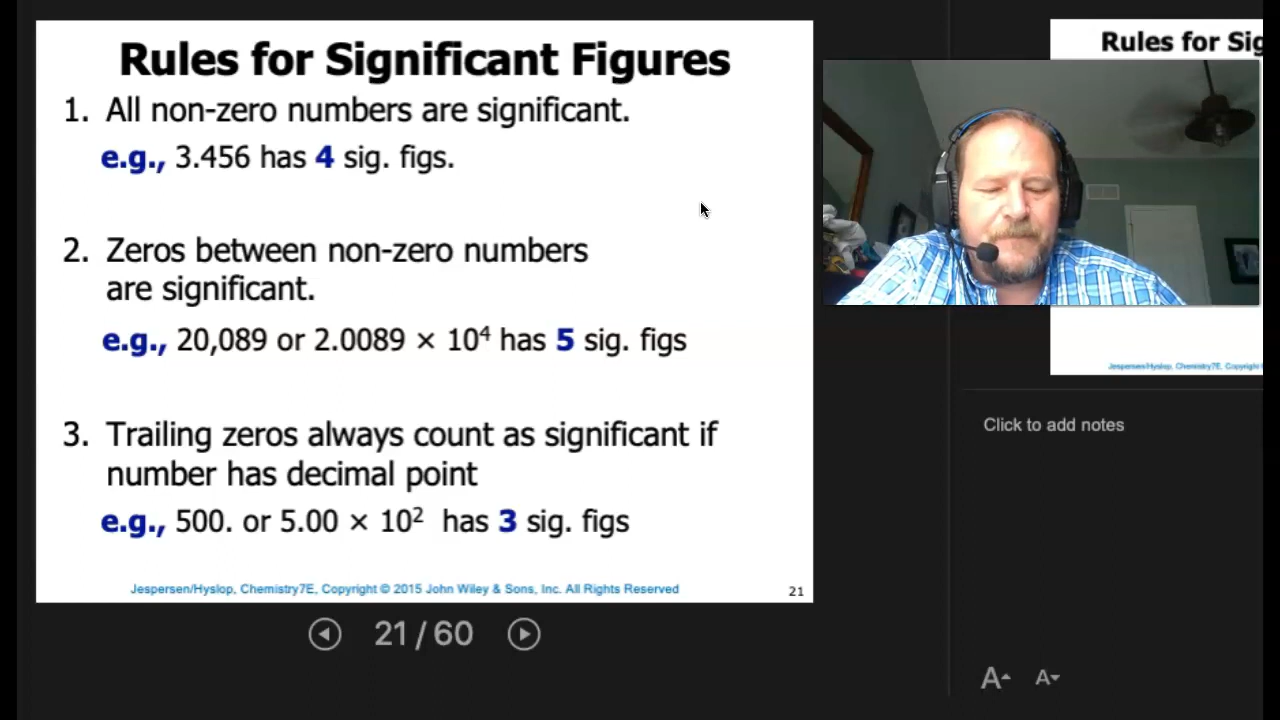 Rules for Significant Figures
1. All non-zero numbers are significant.
e.g., 3.456 has 4 sig. figs.
2. Zeros between non-zero numbers
are significant.
e.g., 20,089 or 2.0089 × 10⁴ has 5 sig. figs
3. Trailing zeros always count as significant if
number has decimal point
e.g., 500. or 5.00 × 10² has 3 sig. figs
Jespersen/Hyslop, Chemistry7E, Copyright © 2015 John Wiley & Sons, Inc. All Rights Reserved
21
21 / 60
Rules for Sig
Jespersen/Hyslop, Chemistry7E, Copyright
Click to add notes
A A